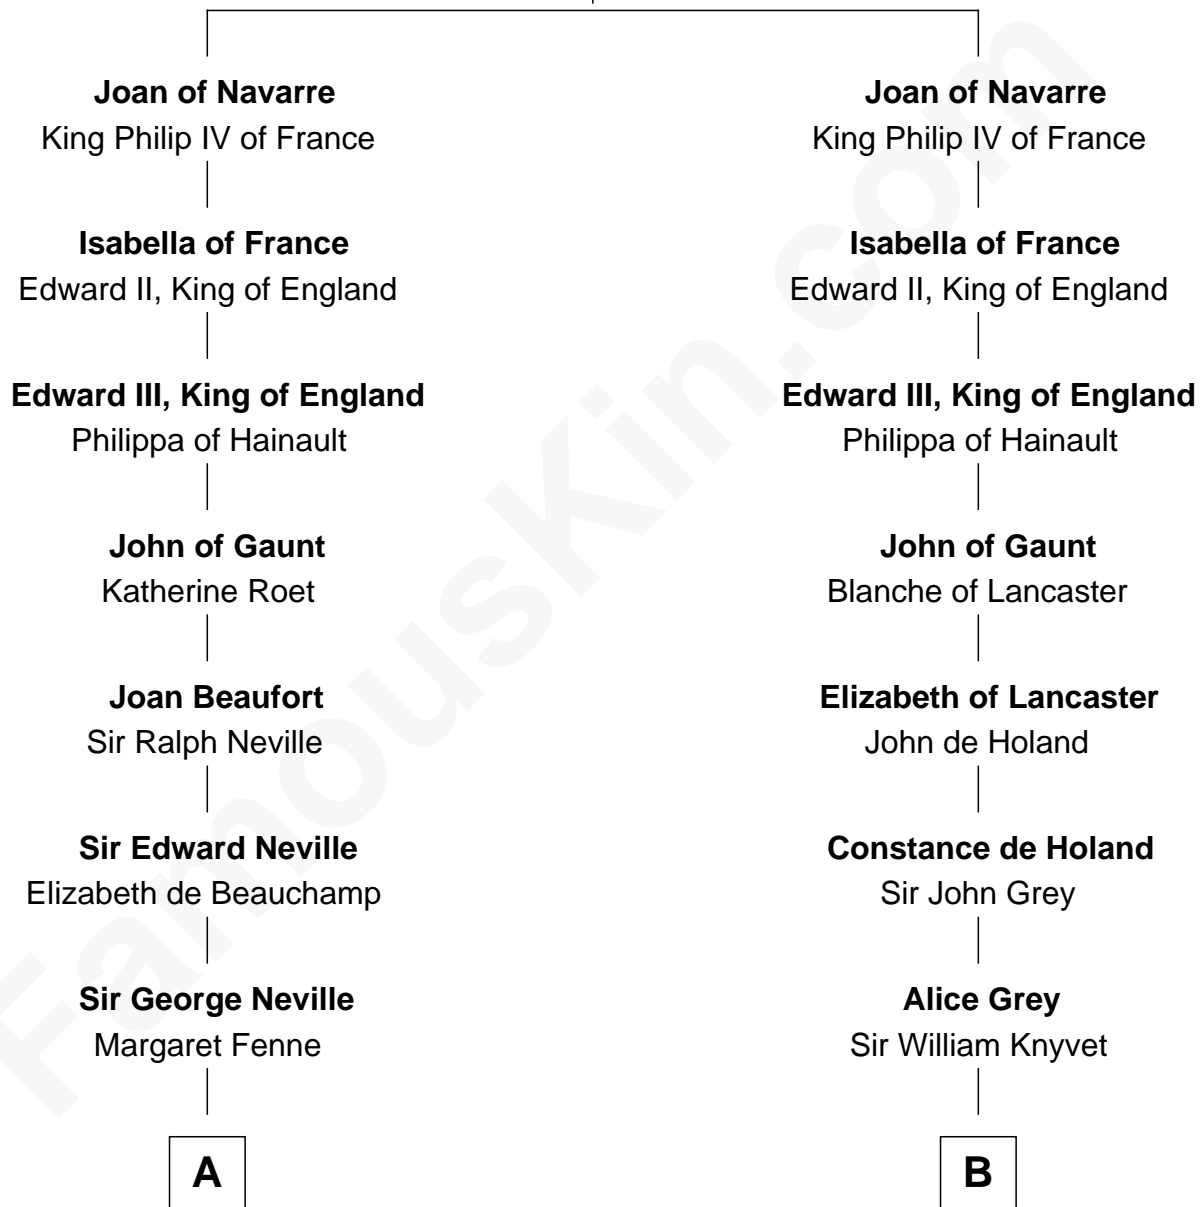 Joan of Navarre
King Philip IV of France
Isabella of France
Edward II, King of England
Edward III, King of England
Philippa of Hainault
John of Gaunt
Katherine Roet
Joan Beaufort
Sir Ralph Neville
Sir Edward Neville
Elizabeth de Beauchamp
Sir George Neville
Margaret Fenne
A
Joan of Navarre
King Philip IV of France
Isabella of France
Edward II, King of England
Edward III, King of England
Philippa of Hainault
John of Gaunt
Blanche of Lancaster
Elizabeth of Lancaster
John de Holand
Constance de Holand
Sir John Grey
Alice Grey
Sir William Knyvet
B
FamousKin.com